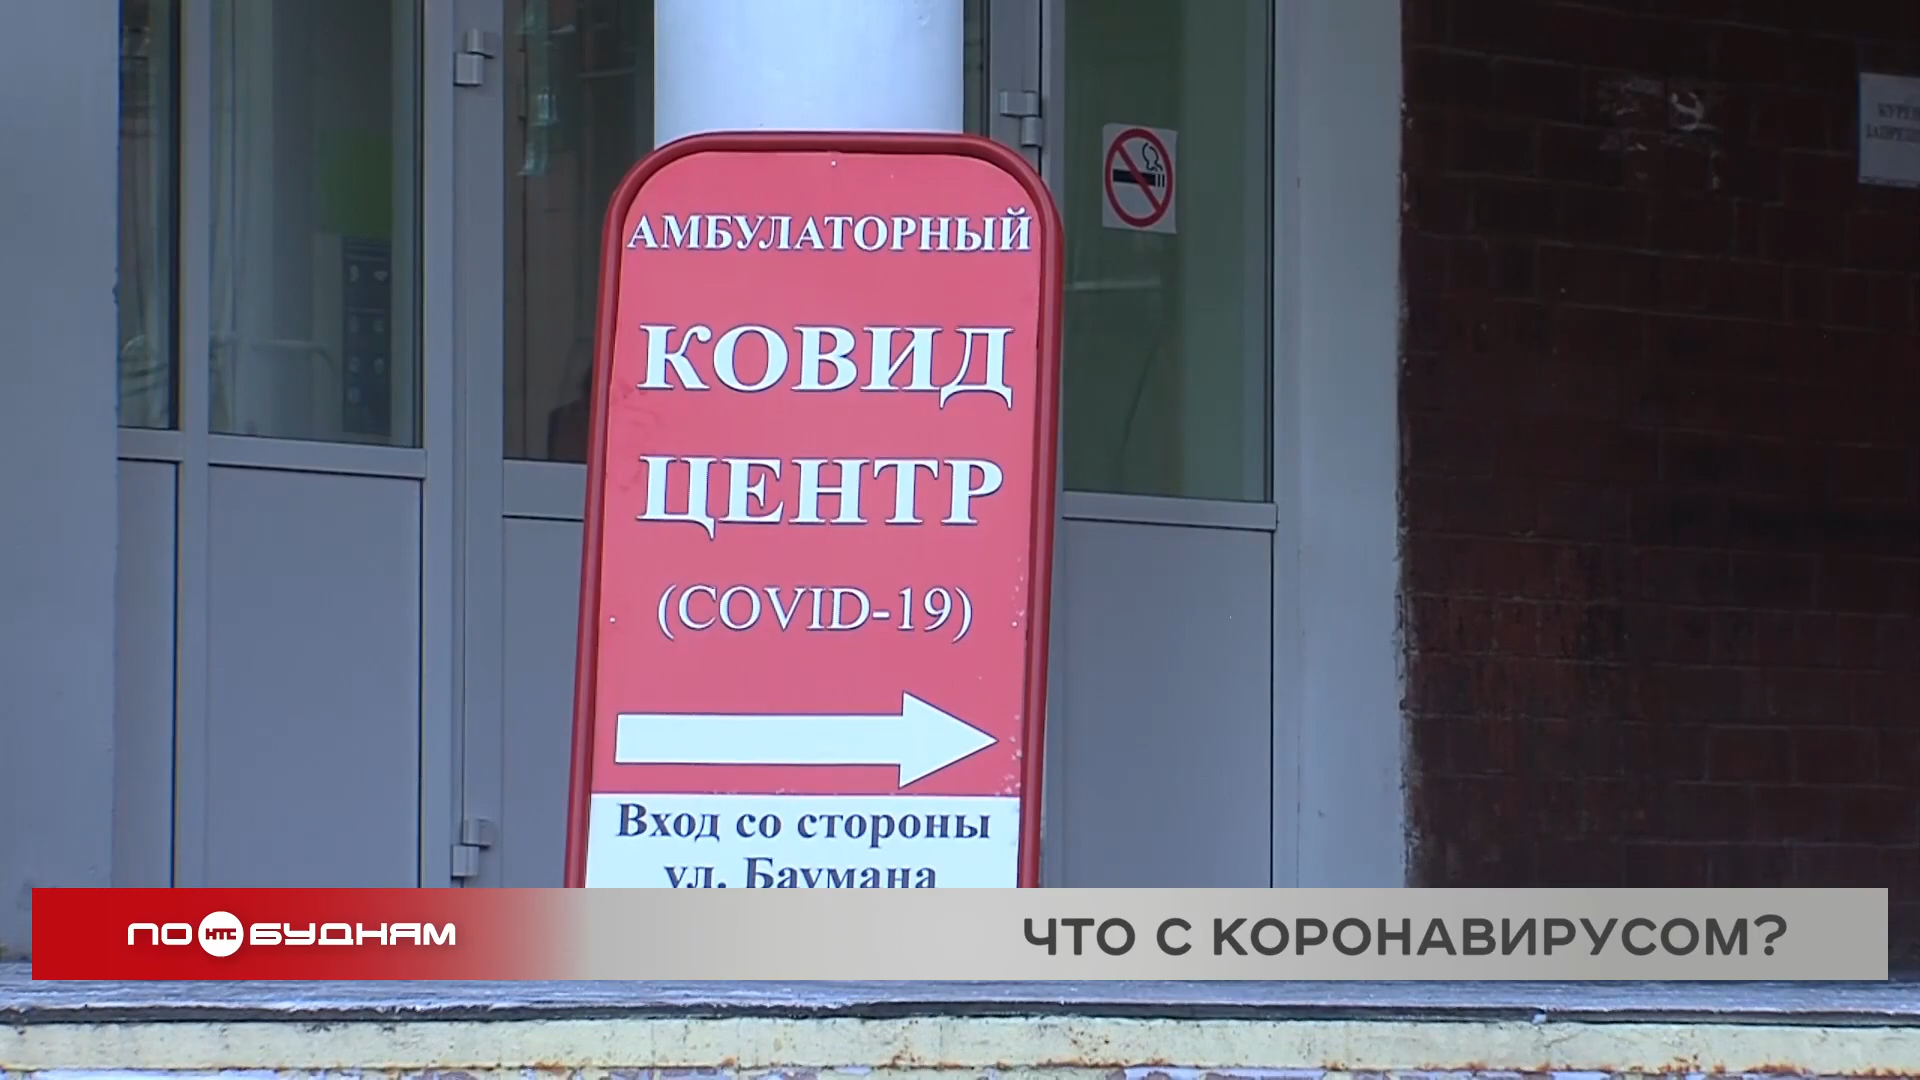 АМБУЛАТОРНЫЙ
КОВИД
ЦЕНТР
(COVID-19)
Вход со стороны
ул. Баумана
ПО НТС БУДНЯМ
ЧТО С КОРОНАВИРУСОМ?